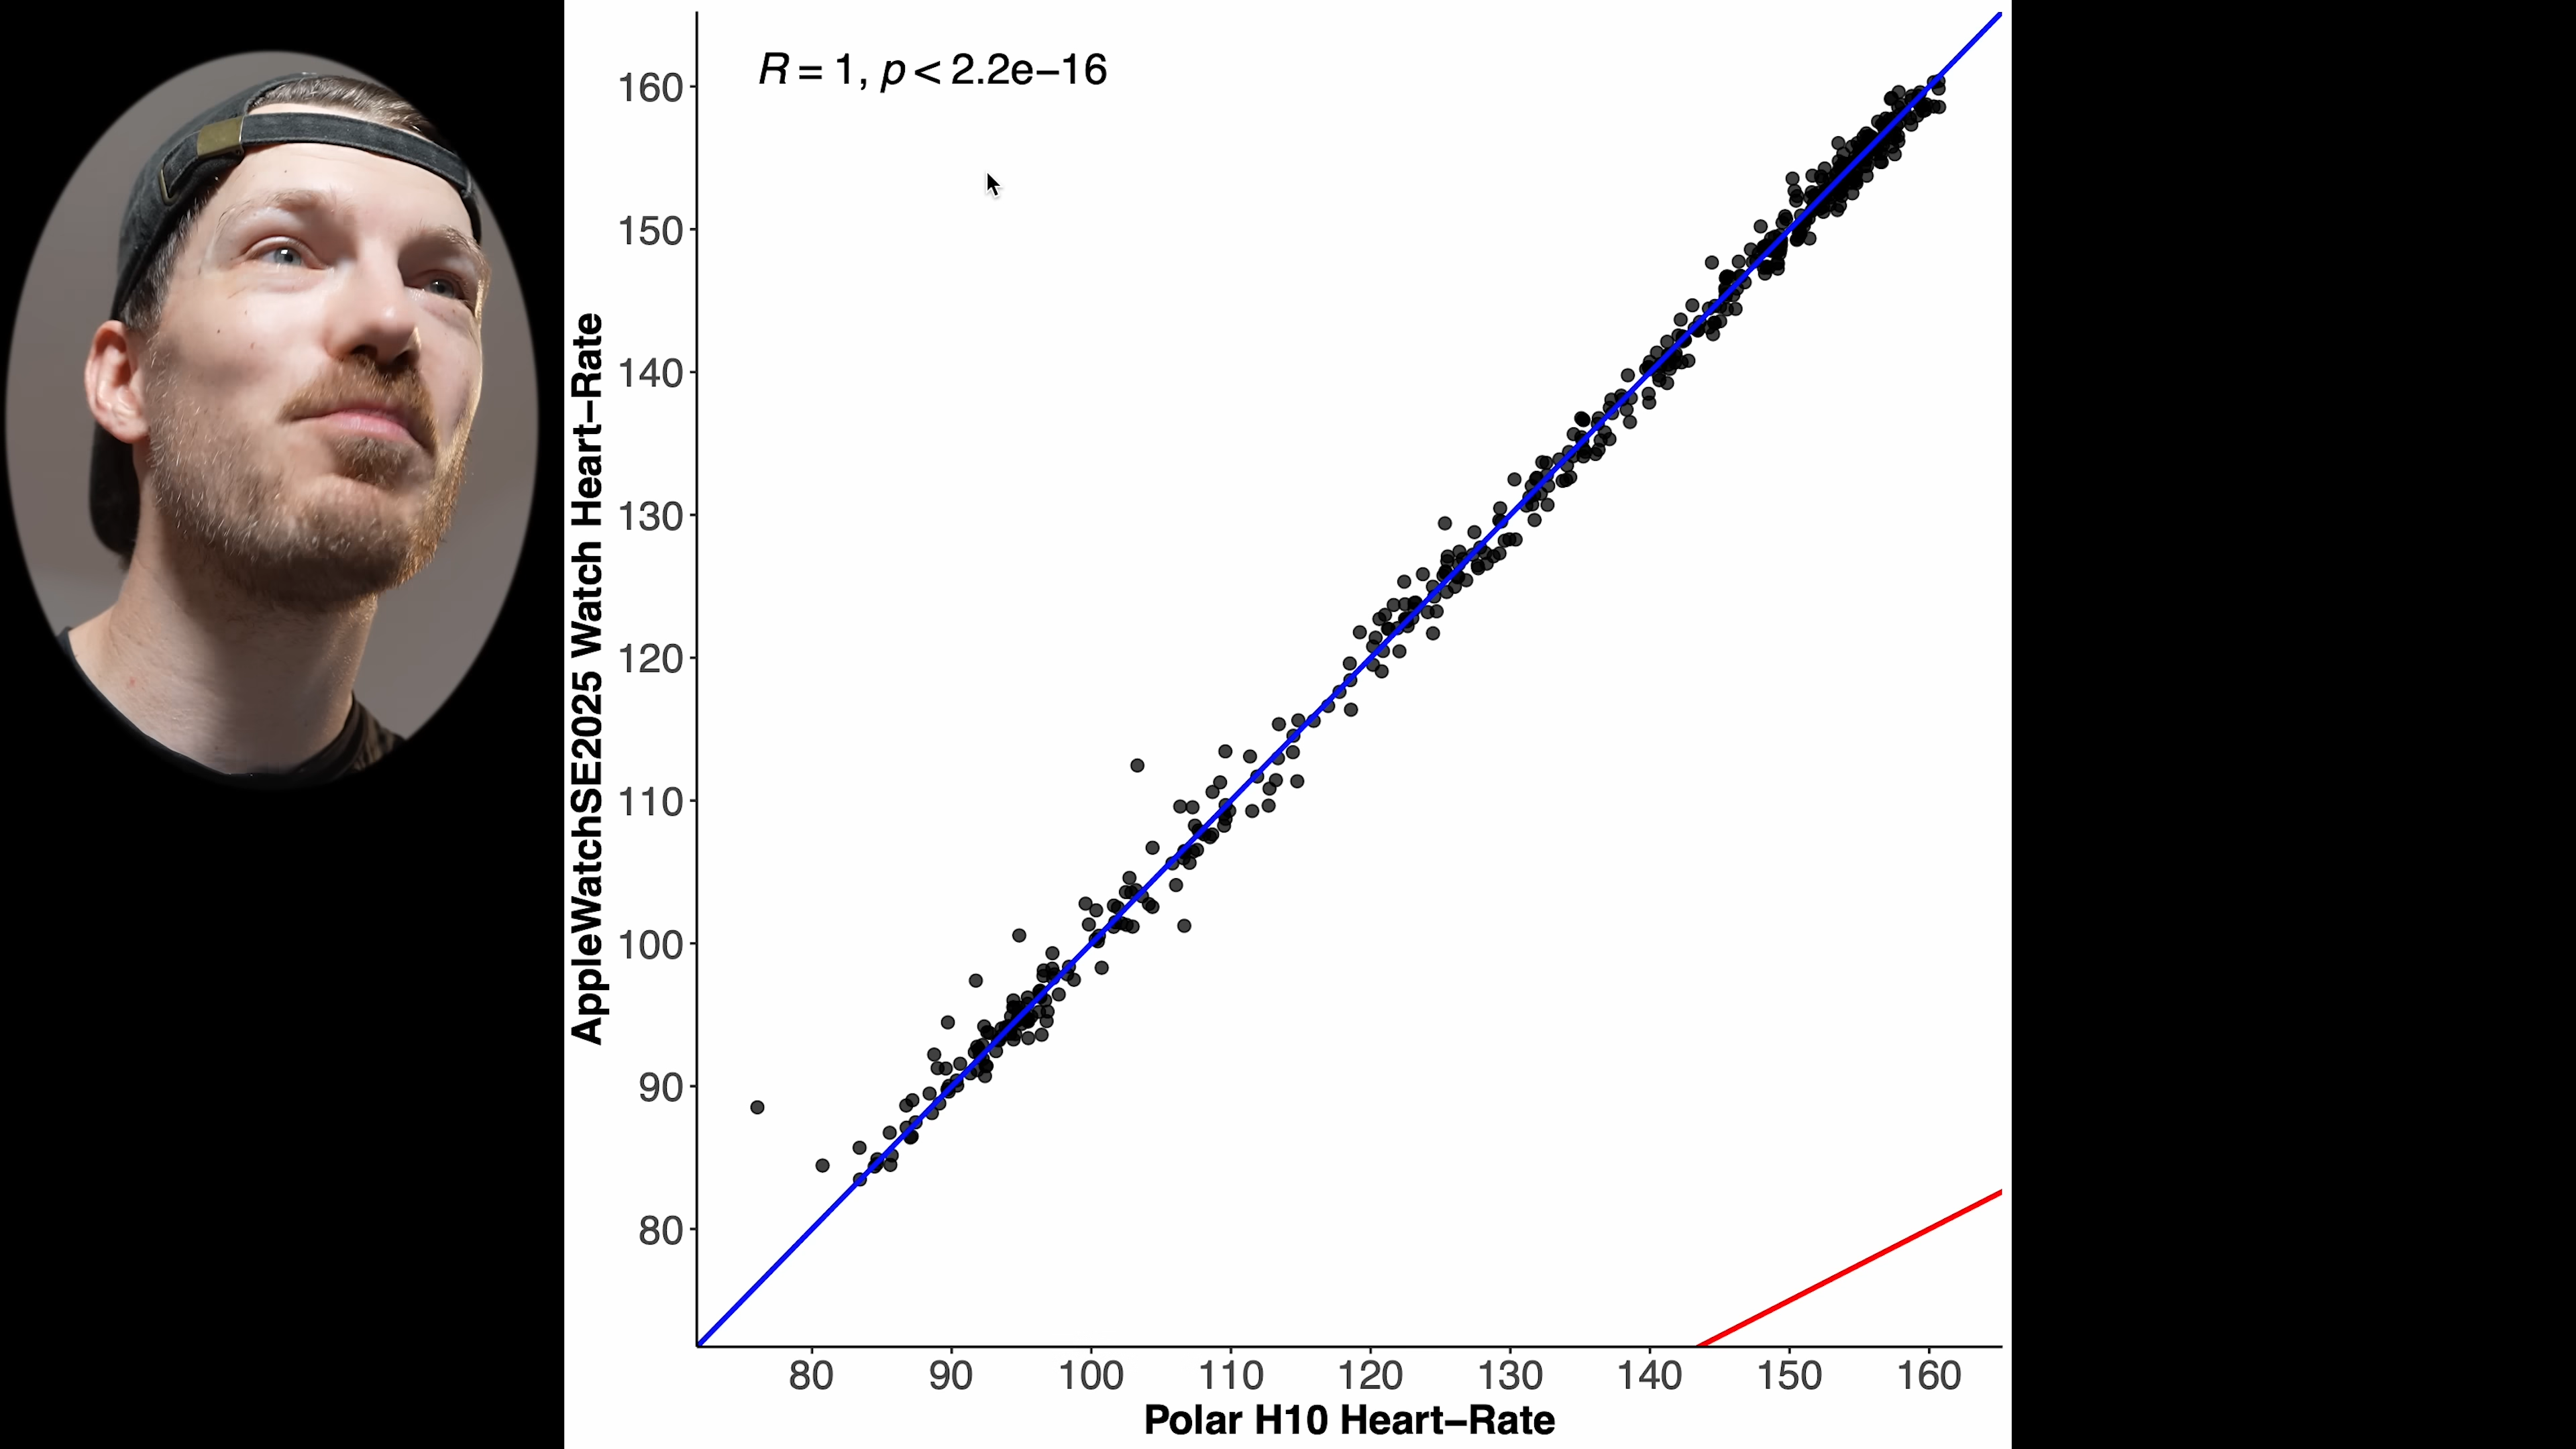 R = 1, p < 2.2e−16
AppleWatchSE2025 Watch Heart−Rate
160
150
140
130
120
110
100
90
80
80 90 100 110 120 130 140 150 160
Polar H10 Heart−Rate